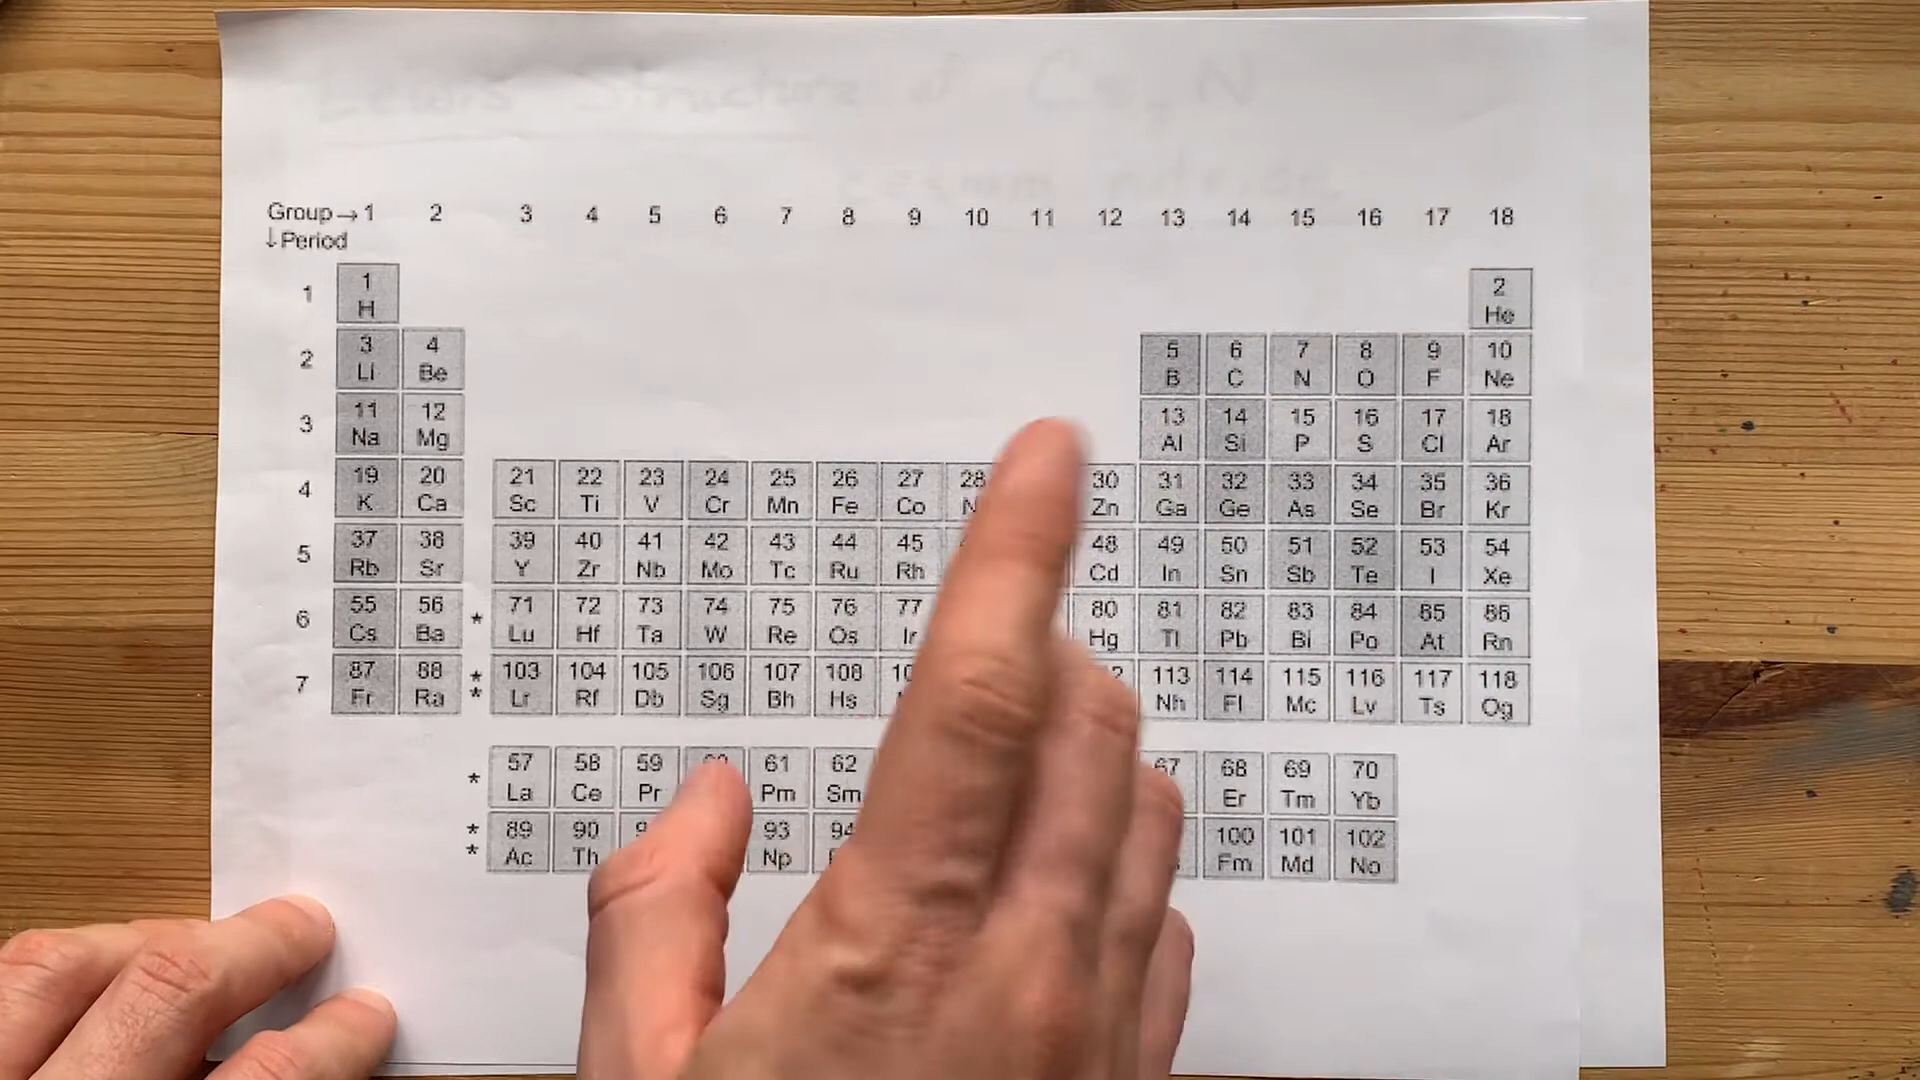 Lewis Structure of Cs3N
cesium nitride
Group→ 1 2 3 4 5 6 7 8 9 10 11 12 13 14 15 16 17 18
↓Period
1 1 2
H He
2 3 4 5 6 7 8 9 10
Li Be B C N O F Ne
3 11 12 13 14 15 16 17 18
Na Mg Al Si P S Cl Ar
4 19 20 21 22 23 24 25 26 27 28 30 31 32 33 34 35 36
K Ca Sc Ti V Cr Mn Fe Co Zn Ga Ge As Se Br Kr
5 37 38 39 40 41 42 43 44 45 48 49 50 51 52 53 54
Rb Sr Y Zr Nb Mo Tc Ru Rh Cd In Sn Sb Te I Xe
6 55 56 * 71 72 73 74 75 76 77 80 81 82 83 84 85 86
Cs Ba Lu Hf Ta W Re Os Ir Hg Tl Pb Bi Po At Rn
7 87 88 * 103 104 105 106 107 108 113 114 115 116 117 118
Fr Ra * Lr Rf Db Sg Bh Hs Nh Fl Mc Lv Ts Og
* 57 58 59 60 61 62 67 68 69 70
La Ce Pr Pm Sm Er Tm Yb
* 89 90 93 94 100 101 102
* Ac Th Np Fm Md No